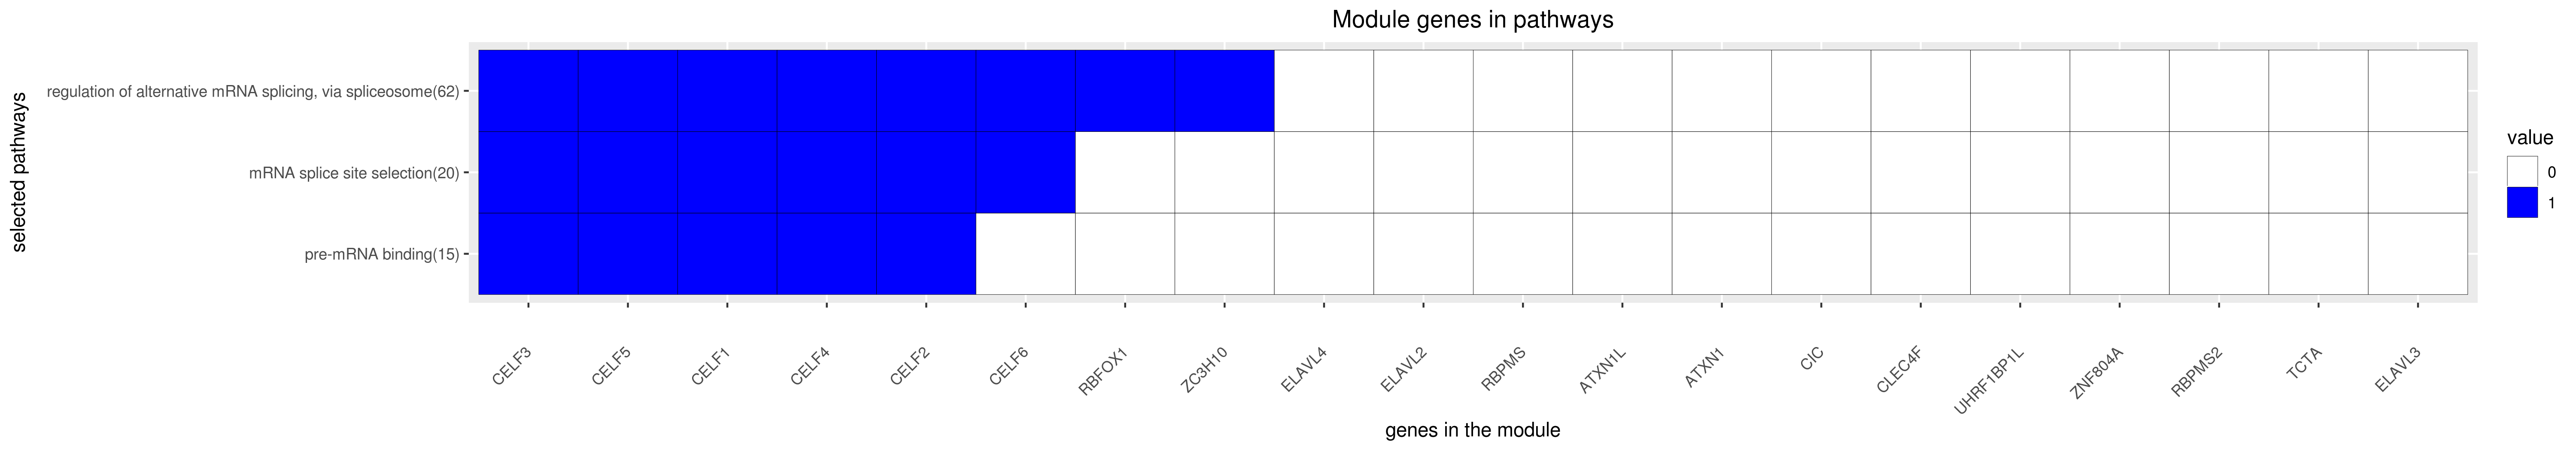 Module genes in pathways
selected pathways
regulation of alternative mRNA splicing, via spliceosome(62)
mRNA splice site selection(20)
pre-mRNA binding(15)
value
0
1
CELF3
CELF5
CELF1
CELF4
CELF2
CELF6
RBFOX1
ZC3H10
ELAVL4
ELAVL2
RBPMS
ATXN1L
ATXN1
CIC
CLEC4F
UHRF1BP1L
ZNF804A
RBPMS2
TCTA
ELAVL3
genes in the module